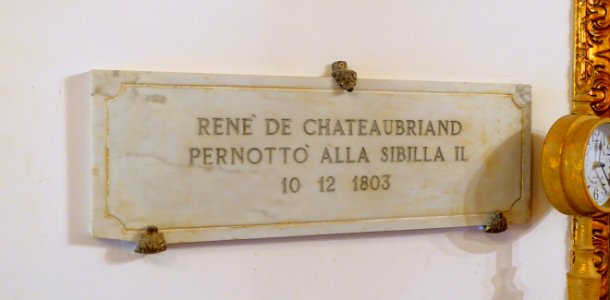 RENE` DE CHATEAUBRIAND
PERNOTTO` ALLA SIBILLA IL
10 12 1803